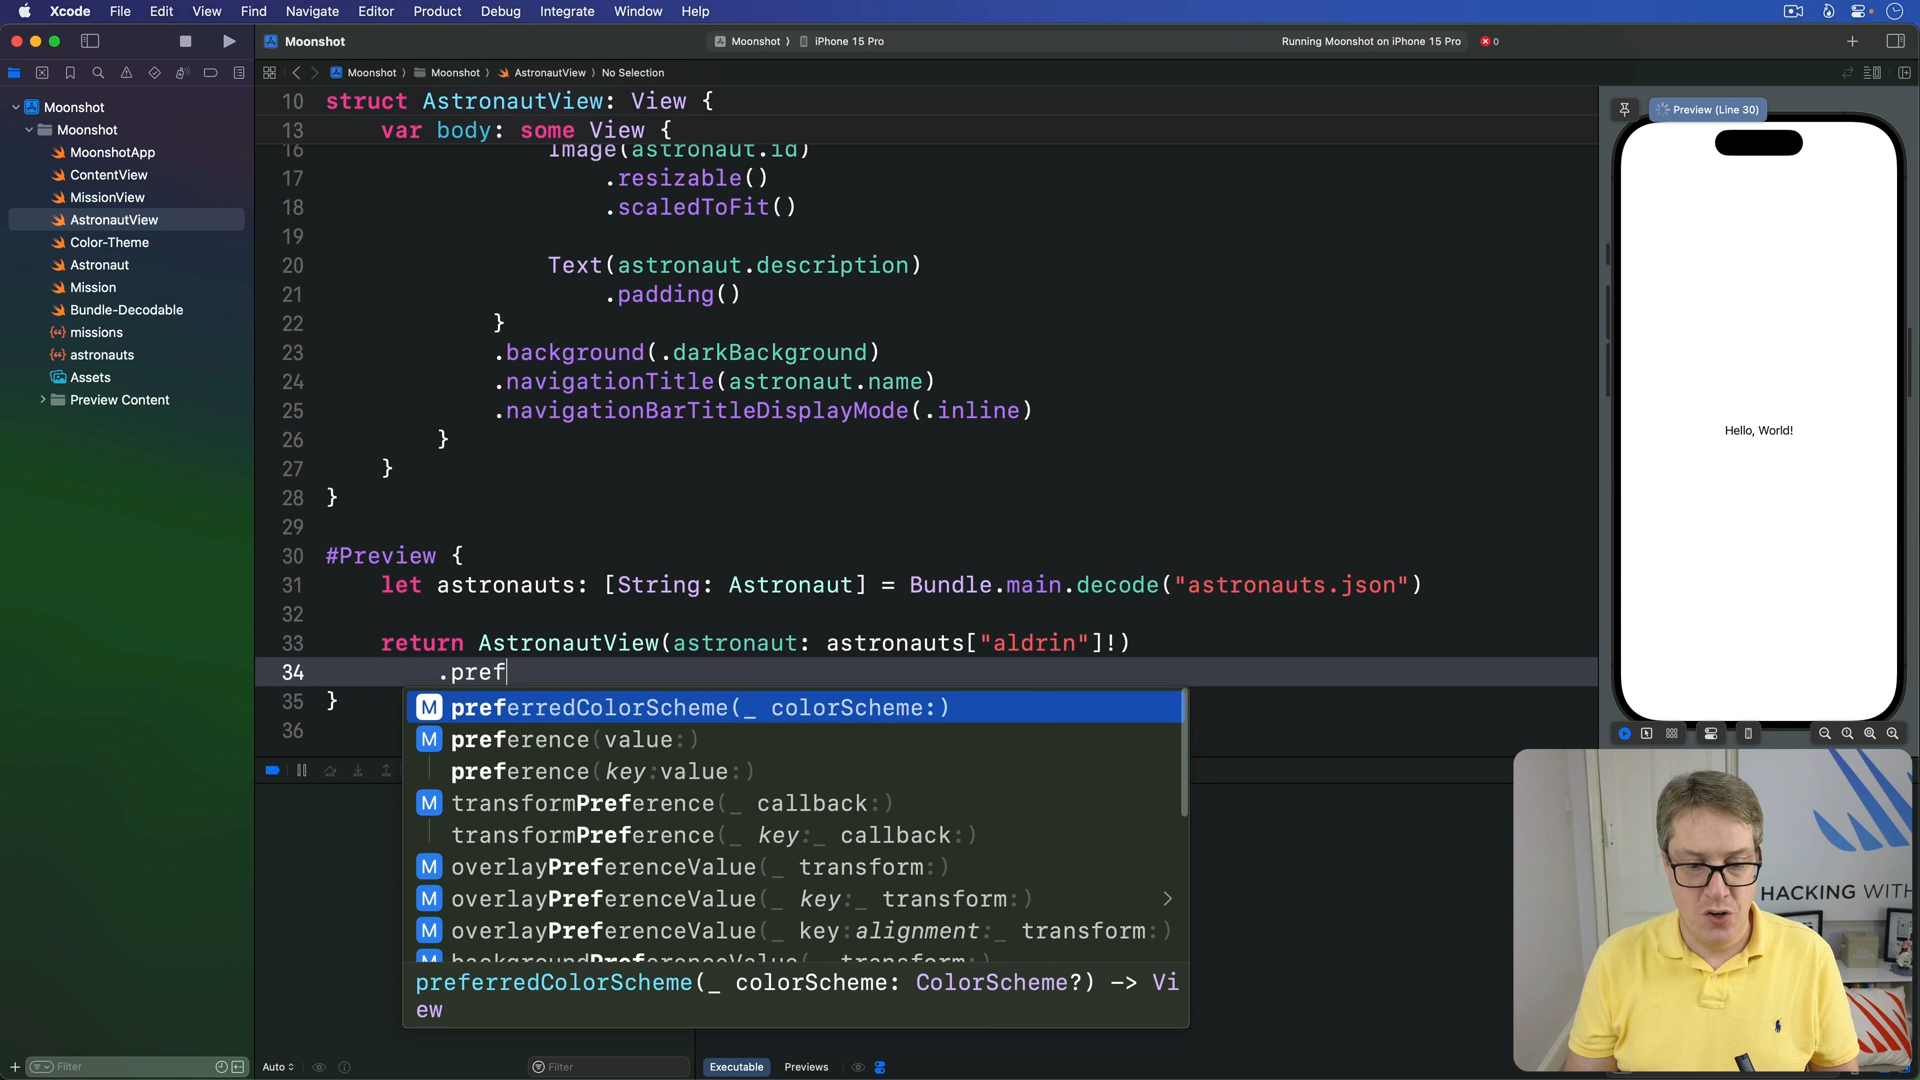 Xcode File Edit View Find Navigate Editor Product Debug Integrate Window Help
Moonshot
Moonshot 〉 iPhone 15 Pro
Running Moonshot on iPhone 15 Pro
0
Moonshot 〉 Moonshot 〉 AstronautView 〉 No Selection
Moonshot
Moonshot
MoonshotApp
ContentView
MissionView
AstronautView
Color-Theme
Astronaut
Mission
Bundle-Decodable
missions
astronauts
Assets
Preview Content
Filter
10 struct AstronautView: View {
13 var body: some View {
16 Image(astronaut.id)
17 .resizable()
18 .scaledToFit()
19
20 Text(astronaut.description)
21 .padding()
22 }
23 .background(.darkBackground)
24 .navigationTitle(astronaut.name)
25 .navigationBarTitleDisplayMode(.inline)
26 }
27 }
28 }
29
30 #Preview {
31 let astronauts: [String: Astronaut] = Bundle.main.decode("astronauts.json")
32
33 return AstronautView(astronaut: astronauts["aldrin"]!)
34 .pref
35 }
36
M preferredColorScheme(_ colorScheme:)
M preference(value:)
preference(key:value:)
M transformPreference(_ callback:)
transformPreference(_ key:_ callback:)
M overlayPreferenceValue(_ transform:)
M overlayPreferenceValue(_ key:_ transform:)
M overlayPreferenceValue(_ key:alignment:_ transform:)
M backgroundPreferenceValue(_ transform:)
preferredColorScheme(_ colorScheme: ColorScheme?) -> Vi
ew
Preview (Line 30)
Hello, World!
HACKING WITH
Auto
Filter
Executable
Previews